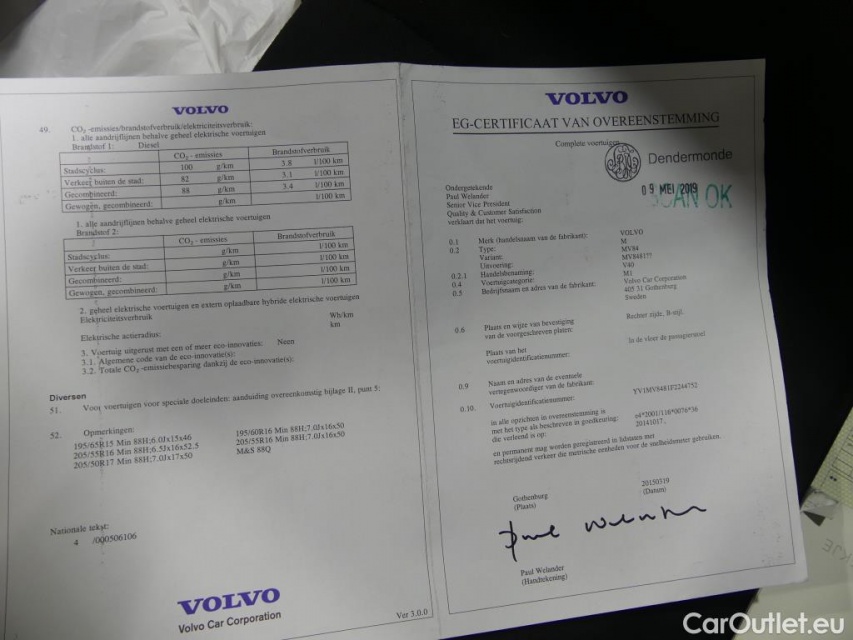 VOLVO
49. CO₂ -emissies/brandstofverbruik/elektriciteitsverbruik:
1. alle aandrijflijnen behalve geheel elektrische voertuigen
Brandstof 1: Diesel
CO₂ - emissies Brandstofverbruik
Stadscyclus: 100 g/km 3.8 l/100 km
Verkeer buiten de stad: 82 g/km 3.1 l/100 km
Gecombineerd: 88 g/km 3.4 l/100 km
Gewogen, gecombineerd: g/km l/100 km
1. alle aandrijflijnen behalve geheel elektrische voertuigen
Brandstof 2:
CO₂ - emissies Brandstofverbruik
Stadscyclus: g/km l/100 km
Verkeer buiten de stad: g/km l/100 km
Gecombineerd: g/km l/100 km
Gewogen, gecombineerd: g/km l/100 km
2. geheel elektrische voertuigen en extern oplaadbare hybride elektrische voertuigen
Elektriciteitsverbruik Wh/km
km
Elektrische actieradius:
3. Voertuig uitgerust met een of meer eco-innovaties: Neen
3.1. Algemene code van de eco-innovatie(s):
3.2. Totale CO₂ -emissiebesparing dankzij de eco-innovatie(s):
Diversen
51. Voor voertuigen voor speciale doeleinden: aanduiding overeenkomstig bijlage II, punt 5:
52. Opmerkingen:
195/65R15 Min 88H;6.0Jx15x46 195/60R16 Min 88H;7.0Jx16x50
205/55R16 Min 88H;6.5Jx16x52.5 205/55R16 Min 88H;7.0Jx16x50
205/50R17 Min 88H;7.0Jx17x50 M&S 88Q
Nationale tekst:
4 /000506106
VOLVO
Volvo Car Corporation
Ver 3.0.0
VOLVO
EG-CERTIFICAAT VAN OVEREENSTEMMING
Complete voertuigen
Dendermonde
09 MEI 2019
SCAN OK
Ondergetekende
Paul Welander
Senior Vice President
Quality & Customer Satisfaction
verklaart dat het voertuig:
0.1 Merk (handelsnaam van de fabrikant): VOLVO
0.2 Type: M
Variant: MV84
Uitvoering: MV8481??
0.2.1 Handelsbenaming: V40
0.4 Voertuigcategorie: M1
0.5 Bedrijfsnaam en adres van de fabrikant: Volvo Car Corporation
405 31 Gothenburg
Sweden
0.6 Plaats en wijze van bevestiging
van de voorgeschreven platen: Rechter zijde, B-stijl.
Plaats van het
voertuigidentificatienummer: In de vloer de passagiersstoel
0.9 Naam en adres van de eventuele
vertegenwoordiger van de fabrikant:
0.10. Voertuigidentificatienummer: YV1MV8481F2244752
in alle opzichten in overeenstemming is
met het type als beschreven in goedkeuring: e4*2001/116*0076*36
die verleend is op: 20141017.
en permanent mag worden geregistreerd in lidstaten met
rechtsrijdend verkeer die metrische eenheden voor de snelheidsmeter gebruiken.
Gothenburg 20150319
(Plaats) (Datum)
Paul Welander
Paul Welander
(Handtekening)
CarOutlet.eu